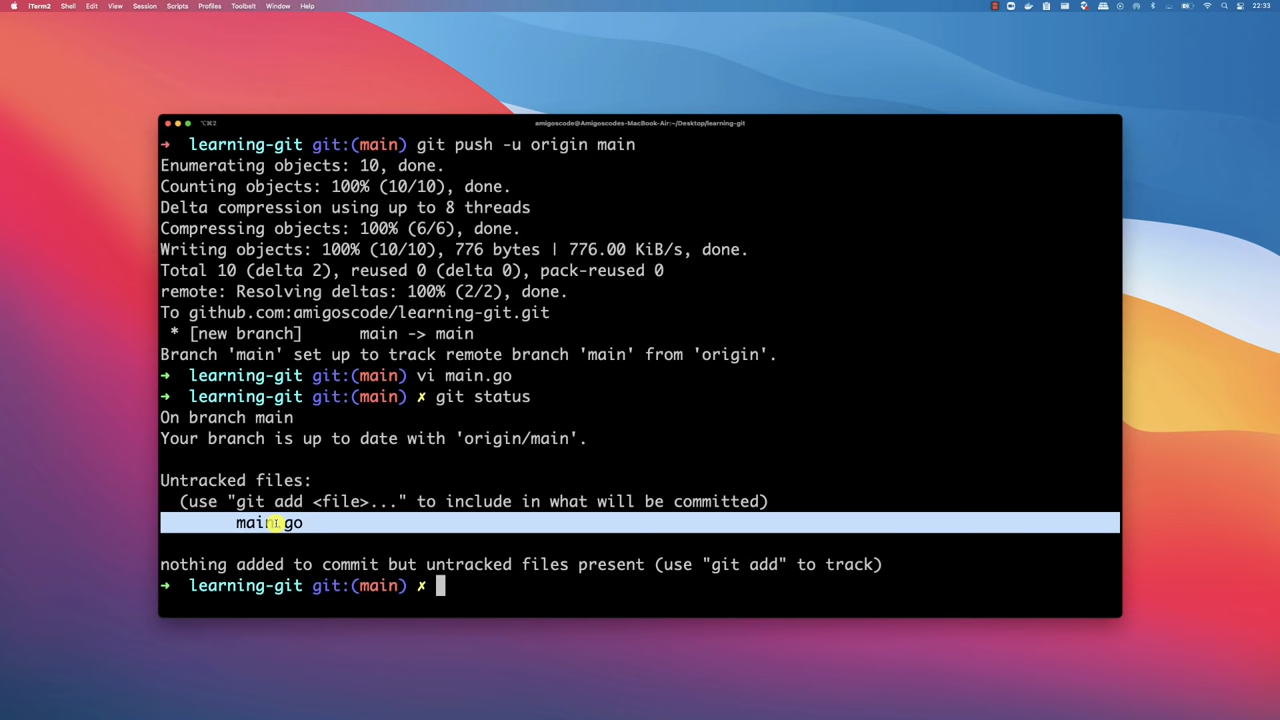 iTerm2 Shell Edit View Session Scripts Profiles Toolbelt Window Help 22:33
⌥⌘2 amigoscode@Amigoscodes-MacBook-Air:~/Desktop/learning-git
➜ learning-git git:(main) git push -u origin main
Enumerating objects: 10, done.
Counting objects: 100% (10/10), done.
Delta compression using up to 8 threads
Compressing objects: 100% (6/6), done.
Writing objects: 100% (10/10), 776 bytes | 776.00 KiB/s, done.
Total 10 (delta 2), reused 0 (delta 0), pack-reused 0
remote: Resolving deltas: 100% (2/2), done.
To github.com:amigoscode/learning-git.git
* [new branch] main -> main
Branch 'main' set up to track remote branch 'main' from 'origin'.
➜ learning-git git:(main) vi main.go
➜ learning-git git:(main) ✗ git status
On branch main
Your branch is up to date with 'origin/main'.
Untracked files:
(use "git add <file>..." to include in what will be committed)
main.go
nothing added to commit but untracked files present (use "git add" to track)
➜ learning-git git:(main) ✗